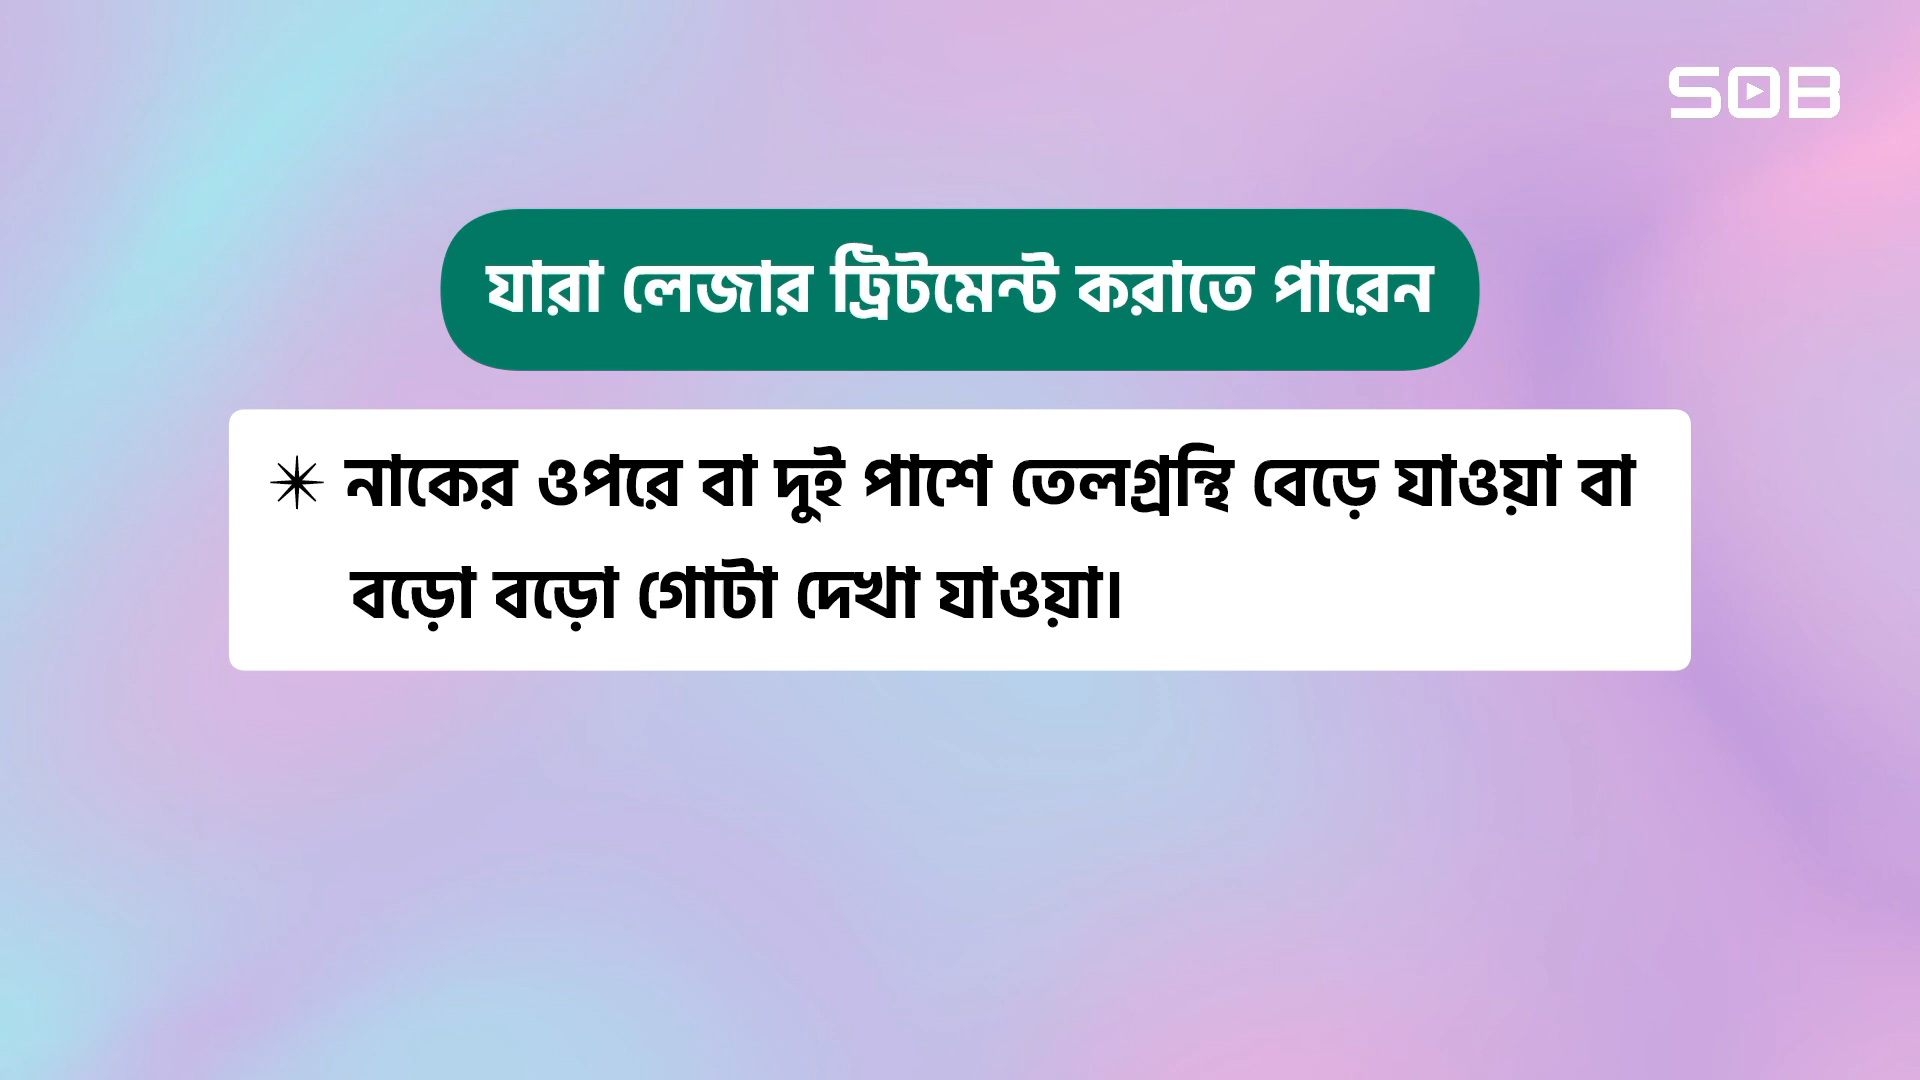 SOB
যারা লেজার ট্রিটমেন্ট করাতে পারেন
✳ নাকের ওপরে বা দুই পাশে তেলগ্রন্থি বেড়ে যাওয়া বা
বড়ো বড়ো গোটা দেখা যাওয়া।